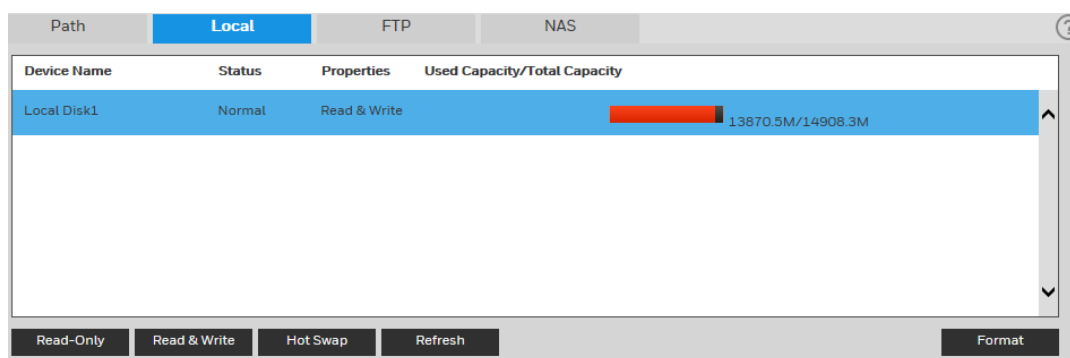 Path Local FTP NAS ?
Device Name Status Properties Used Capacity/Total Capacity
Local Disk1 Normal Read & Write 13870.5M/14908.3M
Read-Only Read & Write Hot Swap Refresh Format